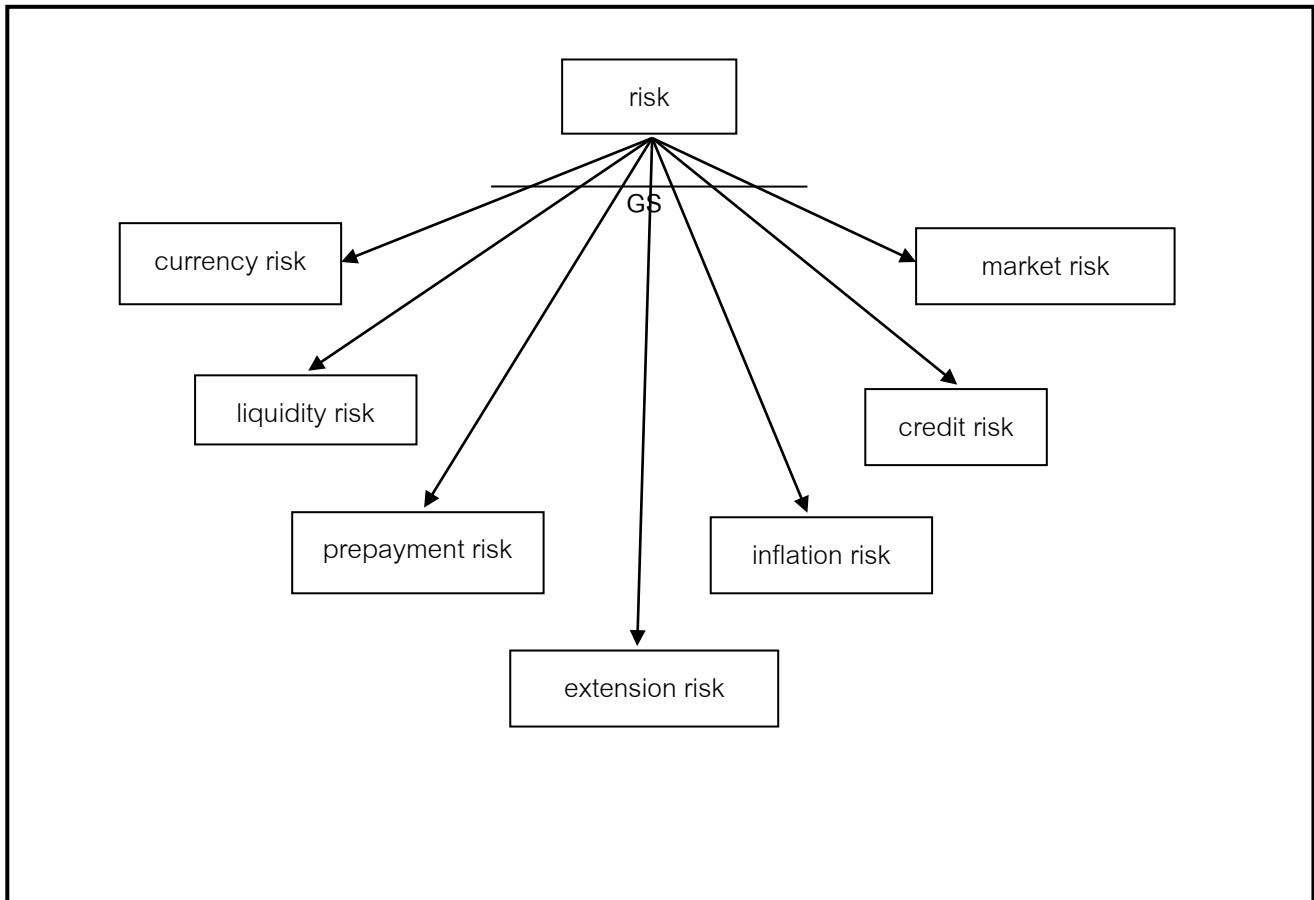 risk
GS
currency risk
market risk
liquidity risk
credit risk
prepayment risk
inflation risk
extension risk